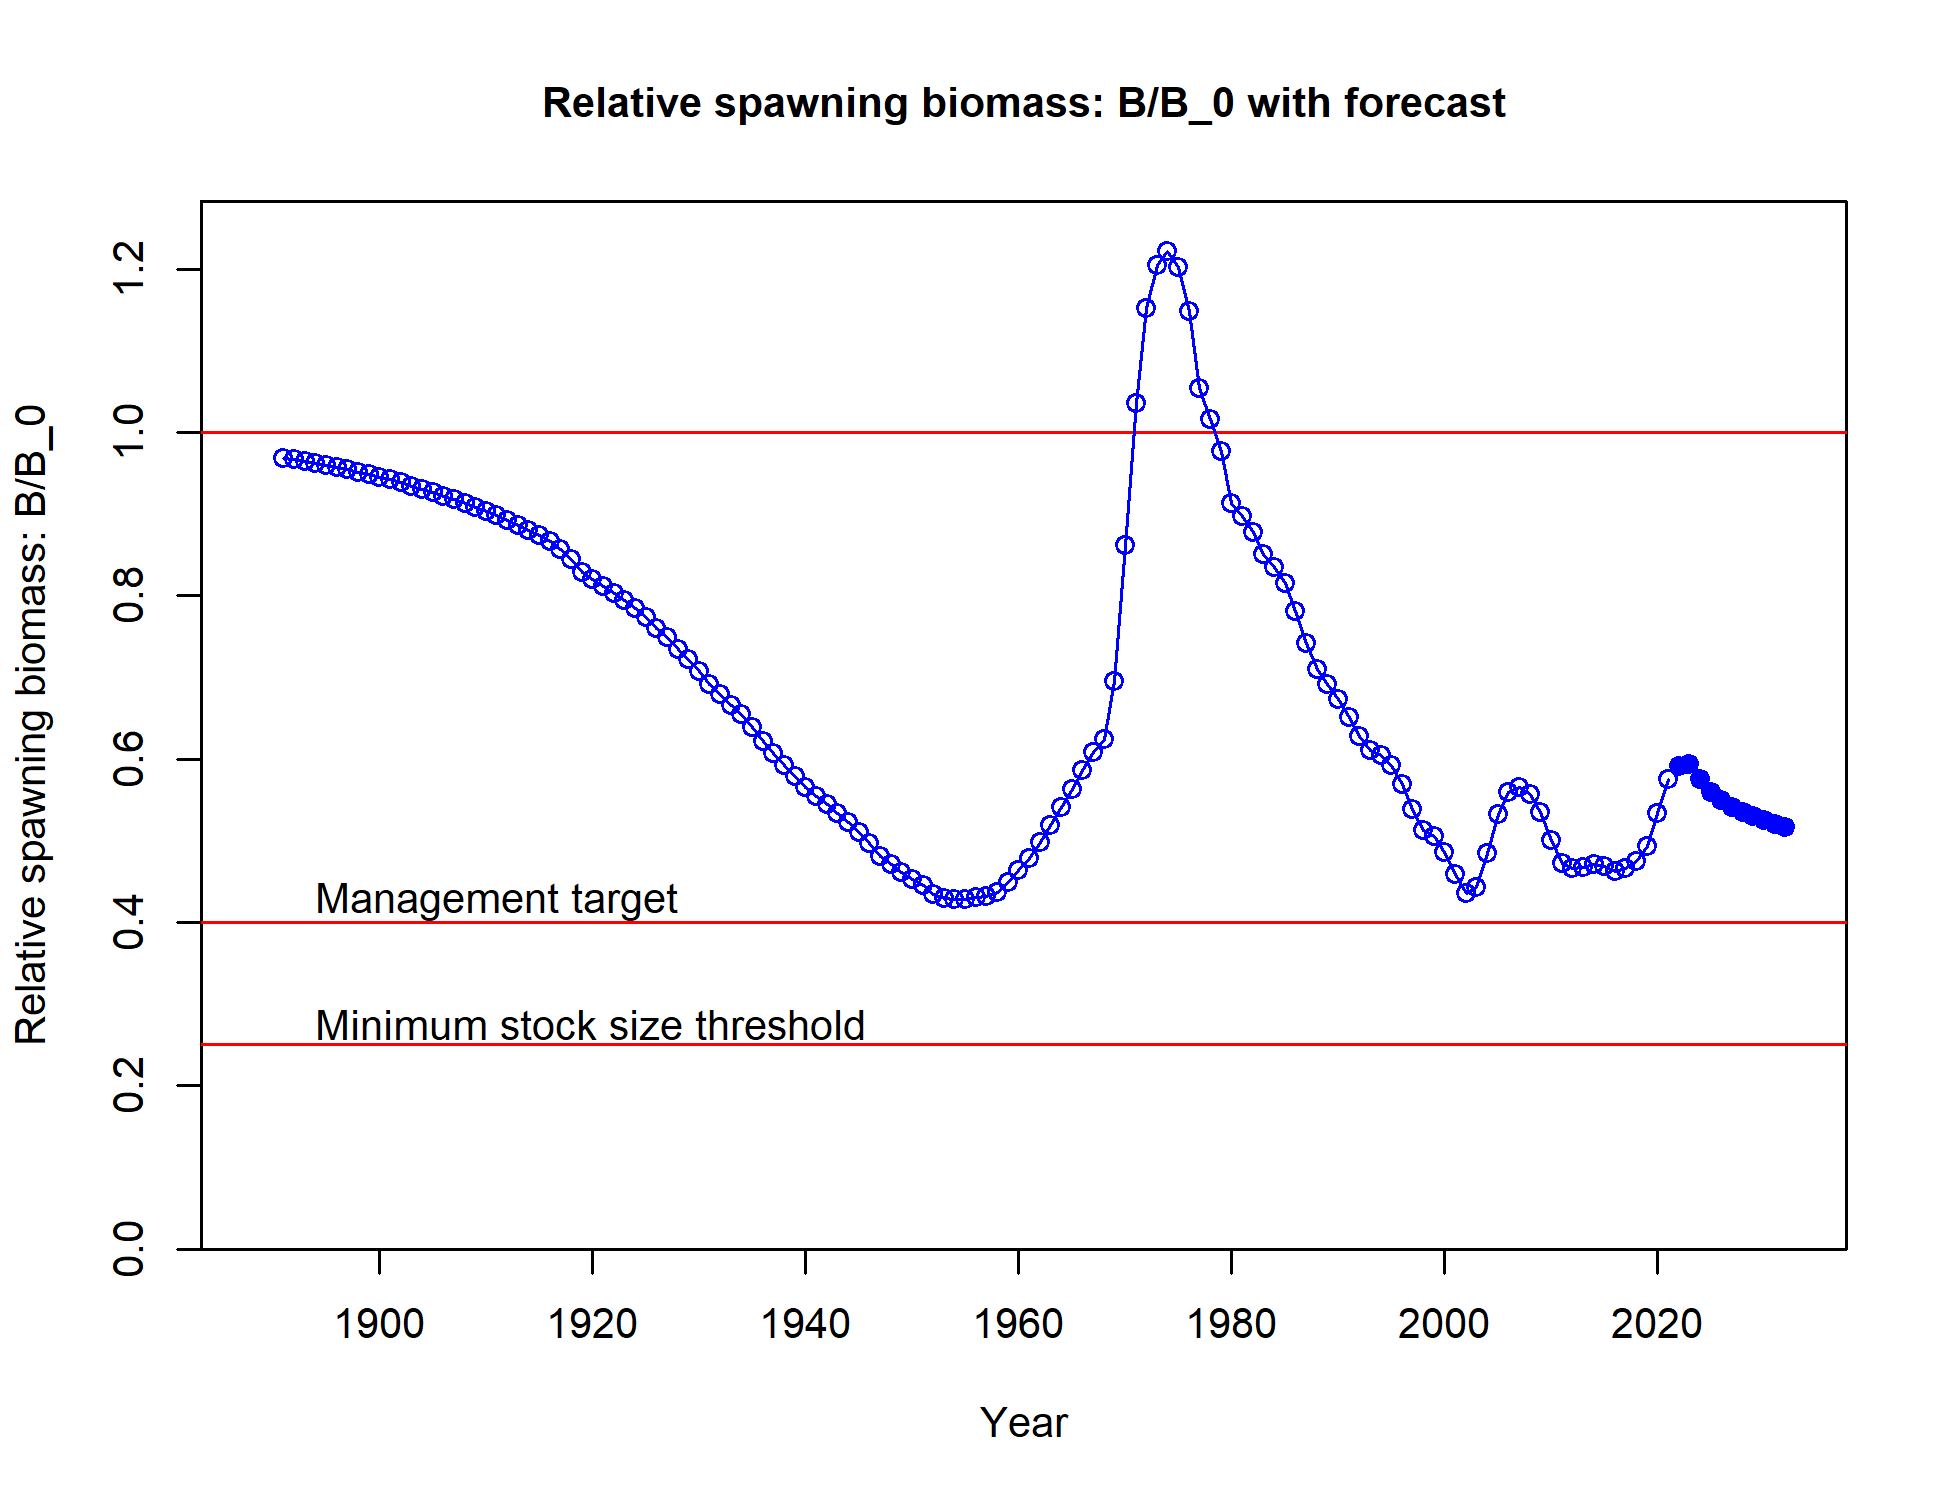 Relative spawning biomass: B/B_0 with forecast
Relative spawning biomass: B/B_0
1.2
1.0
0.8
0.6
0.4
0.2
0.0
Management target
Minimum stock size threshold
1900 1920 1940 1960 1980 2000 2020
Year